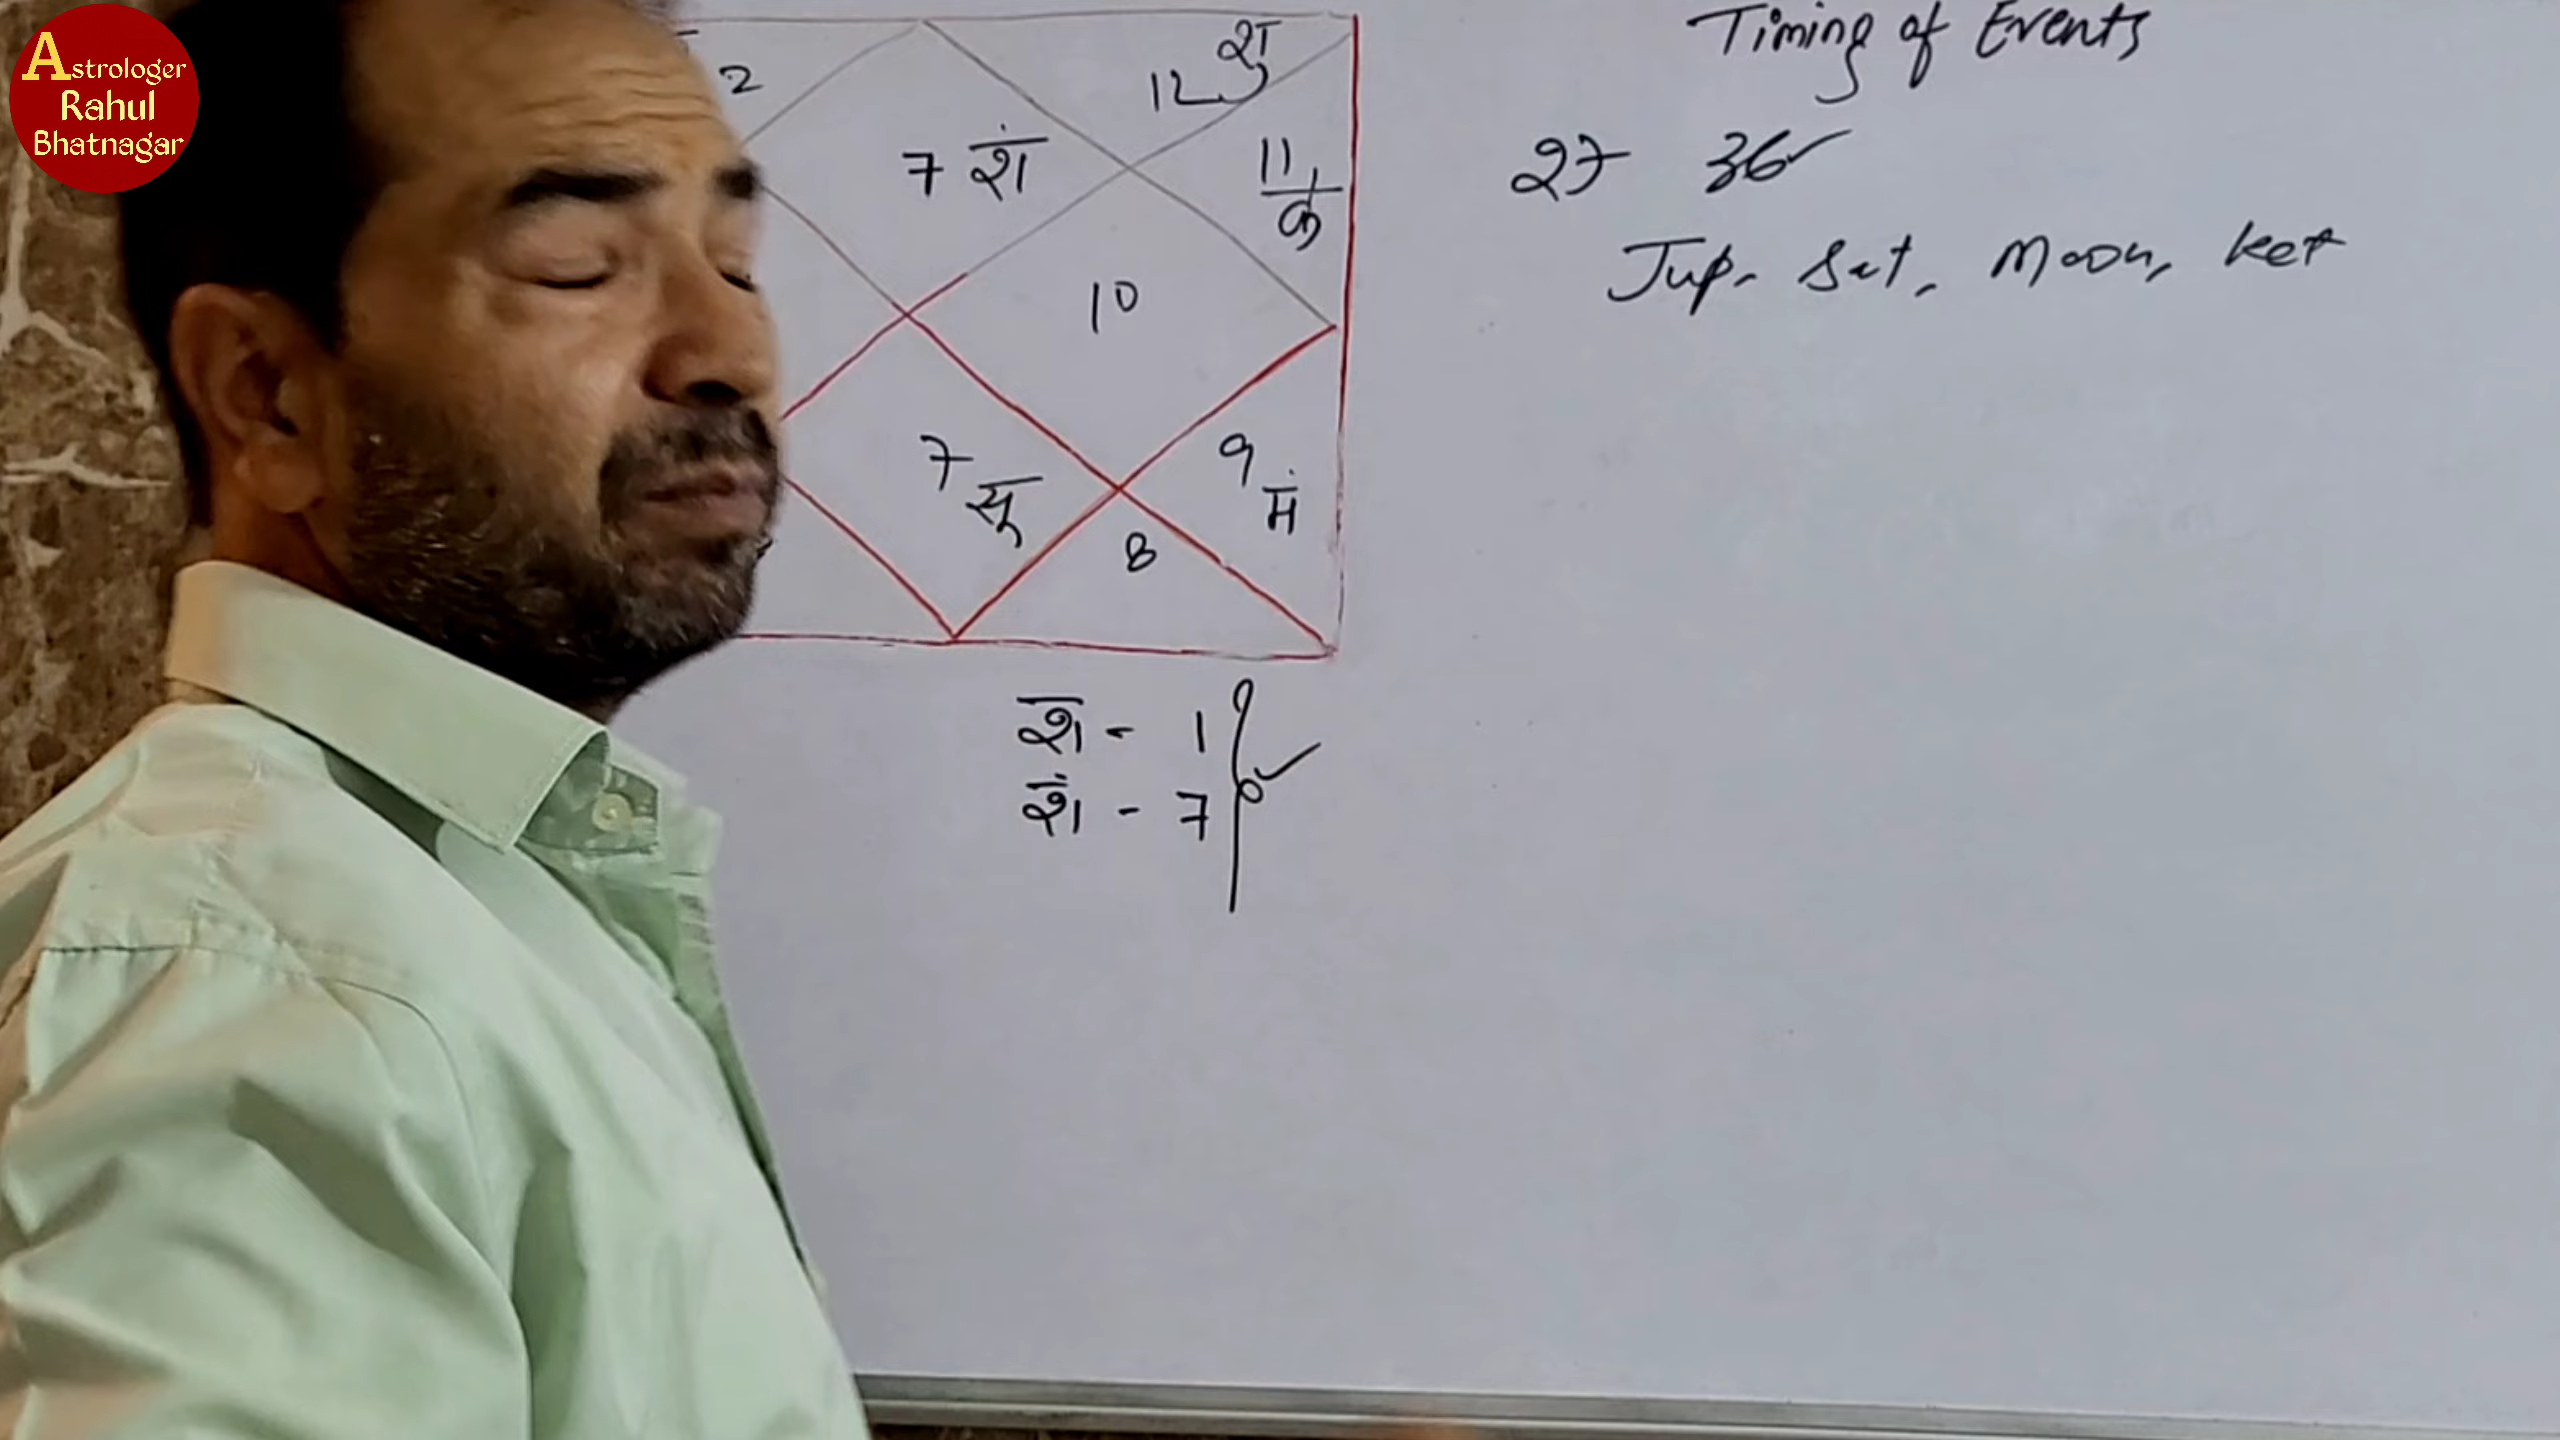 Astrologer
Rahul
Bhatnagar
Timing of Events
2
12 शु
7 शं
11
के
27 36✓
Jup. Sat, Moon, Ket
10
7 सू
9 मं
8
श - 1
शं - 7